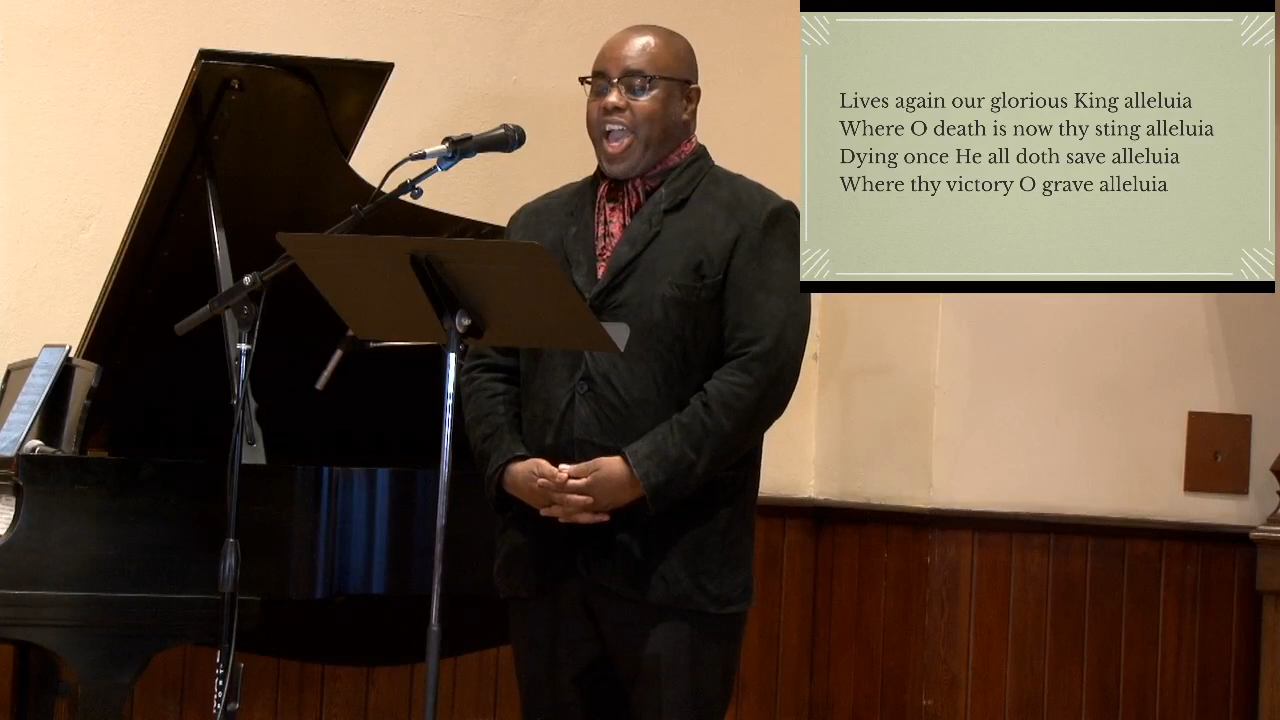 Lives again our glorious King alleluia
Where O death is now thy sting alleluia
Dying once He all doth save alleluia
Where thy victory O grave alleluia